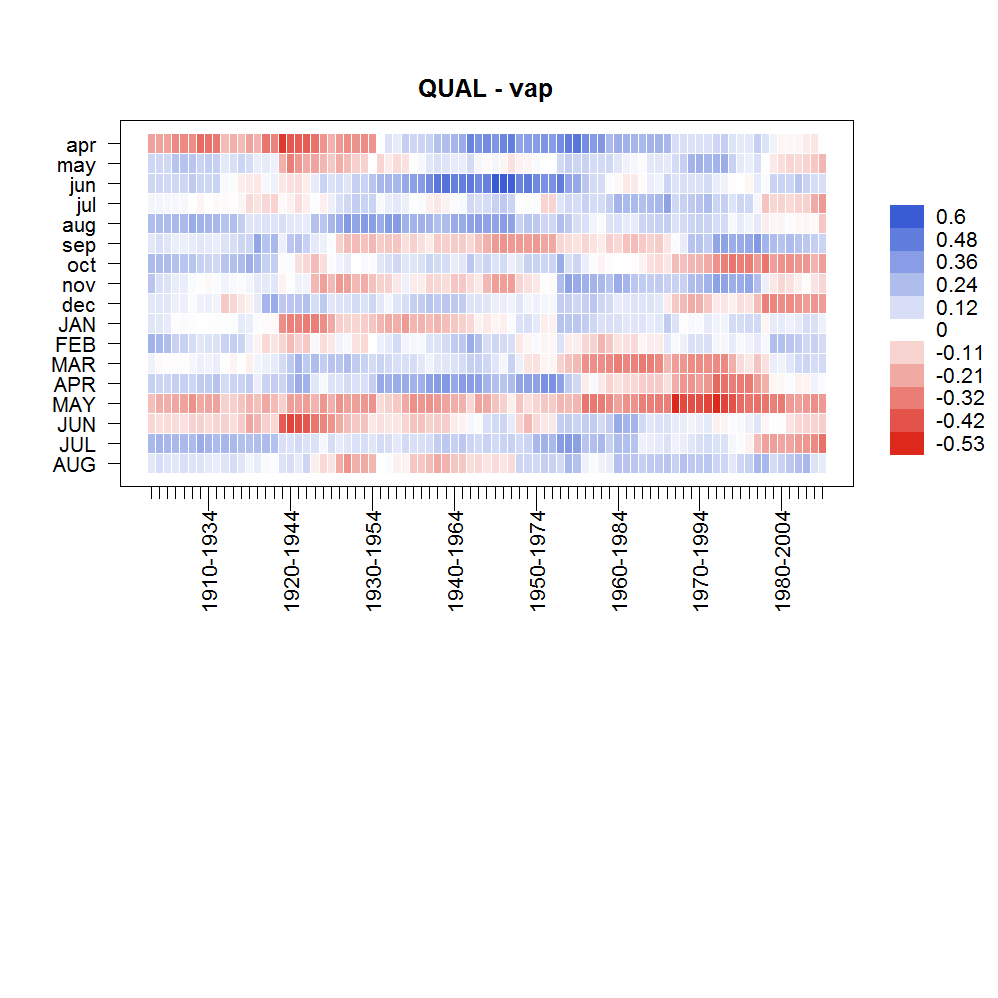 QUAL - vap
apr
may
jun
jul
aug
sep
oct
nov
dec
JAN
FEB
MAR
APR
MAY
JUN
JUL
AUG
0.6
0.48
0.36
0.24
0.12
0
-0.11
-0.21
-0.32
-0.42
-0.53
1910-1934
1920-1944
1930-1954
1940-1964
1950-1974
1960-1984
1970-1994
1980-2004